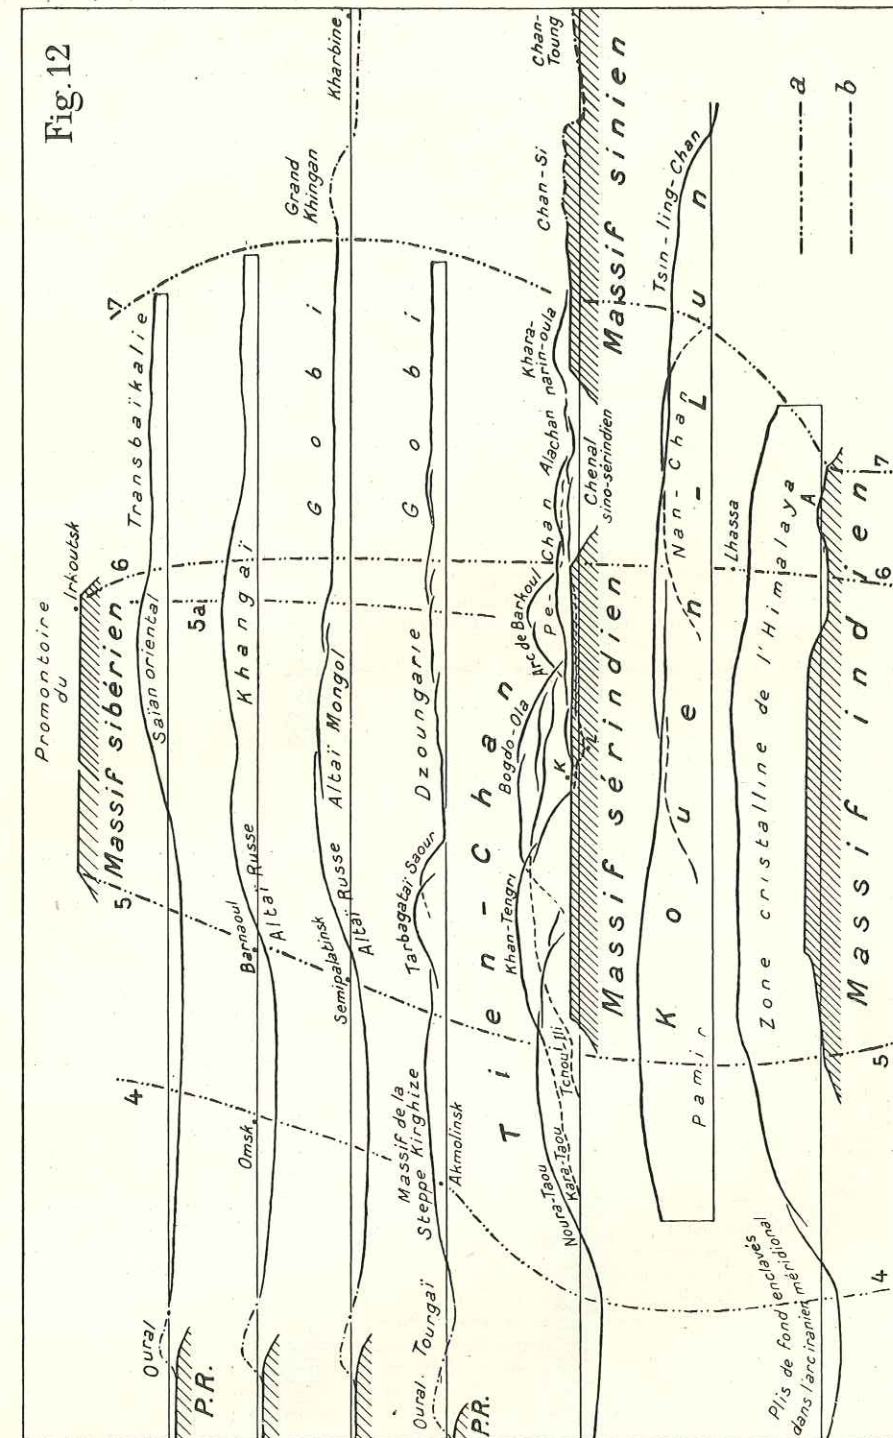 Fig. 12
Oural
P.R.
4
5
Promontoire
du
Massif sibérien
Irkoutsk
6
Saïan oriental
Transbaïkalie
7
Omsk
Barnaoul
Altaï Russe
Khangaï
5a
Semipalatinsk
Altaï Russe
Altaï Mongol
Gobi
Grand
Khingan
Kharbine
Oural. Tourgaï
P.R.
Massif de la
Steppe Kirghize
Akmolinsk
Tarbagataï Saour
Dzoungarie
Gobi
Tien-Chan
Noura-Taou
Kara-Taou
Tchou-Ili
Khan-Tengri
Bogdo-Ola
Arc de Barkoul
K
Pe-Chan
Alachan
Khara-
narin-oula
Chan-Si
Chan-
Toung
Massif sérindien
Chenal
sino-sérindien
Massif sinien
Pamir
Kouen-Lun
Nan-Chan
Tsin-ling-Chan
Plis de fond enclavés
dans l'arc iranien méridional
Zone cristalline de l'Himalaya
Lhassa
A
Massif indien
4
5
6
7
a
b